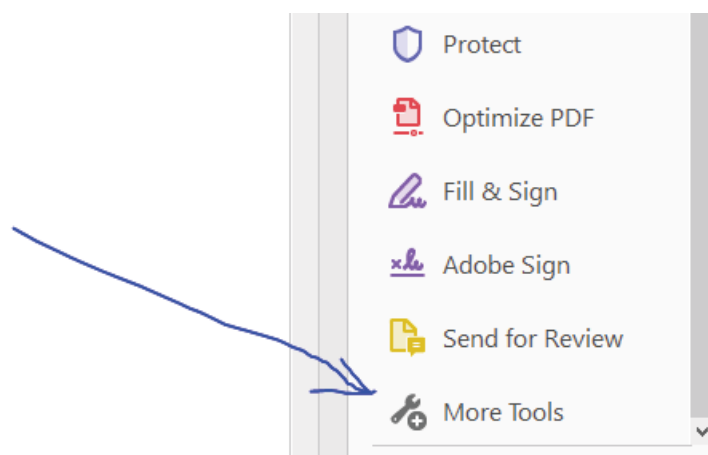 Protect
Optimize PDF
Fill & Sign
Adobe Sign
Send for Review
More Tools